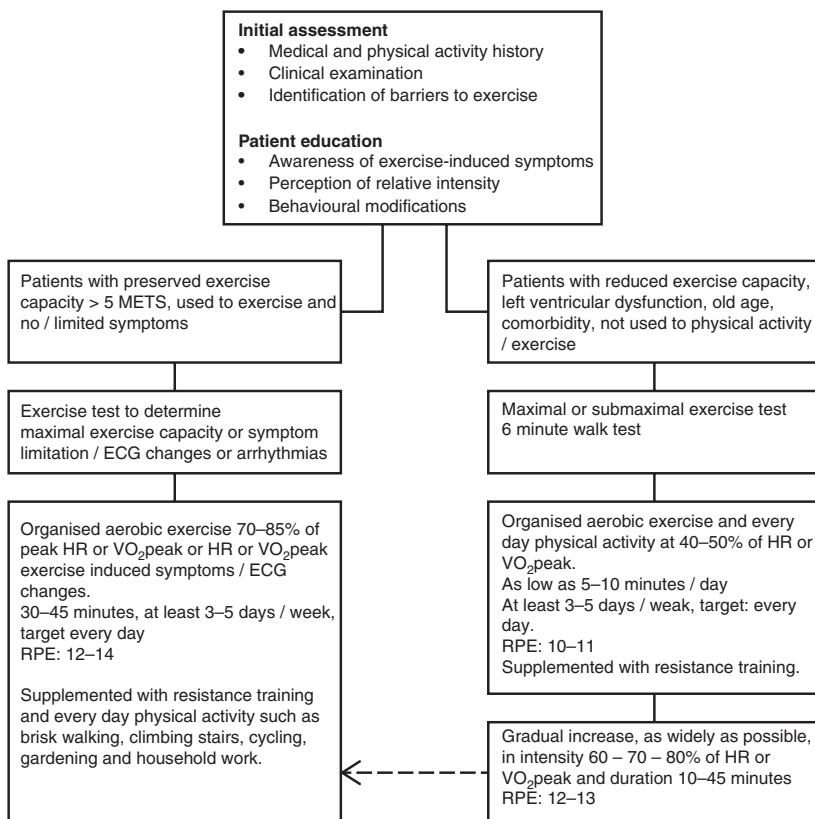 Initial assessment
• Medical and physical activity history
• Clinical examination
• Identification of barriers to exercise
Patient education
• Awareness of exercise-induced symptoms
• Perception of relative intensity
• Behavioural modifications
Patients with preserved exercise
capacity > 5 METS, used to exercise and
no / limited symptoms
Exercise test to determine
maximal exercise capacity or symptom
limitation / ECG changes or arrhythmias
Organised aerobic exercise 70–85% of
peak HR or VO₂peak or HR or VO₂peak
exercise induced symptoms / ECG
changes.
30–45 minutes, at least 3–5 days / week,
target every day
RPE: 12–14
Supplemented with resistance training
and every day physical activity such as
brisk walking, climbing stairs, cycling,
gardening and household work.
Patients with reduced exercise capacity,
left ventricular dysfunction, old age,
comorbidity, not used to physical activity
/ exercise
Maximal or submaximal exercise test
6 minute walk test
Organised aerobic exercise and every
day physical activity at 40–50% of HR or
VO₂peak.
As low as 5–10 minutes / day
At least 3–5 days / weak, target: every
day.
RPE: 10–11
Supplemented with resistance training.
Gradual increase, as widely as possible,
in intensity 60 – 70 – 80% of HR or
VO₂peak and duration 10–45 minutes
RPE: 12–13